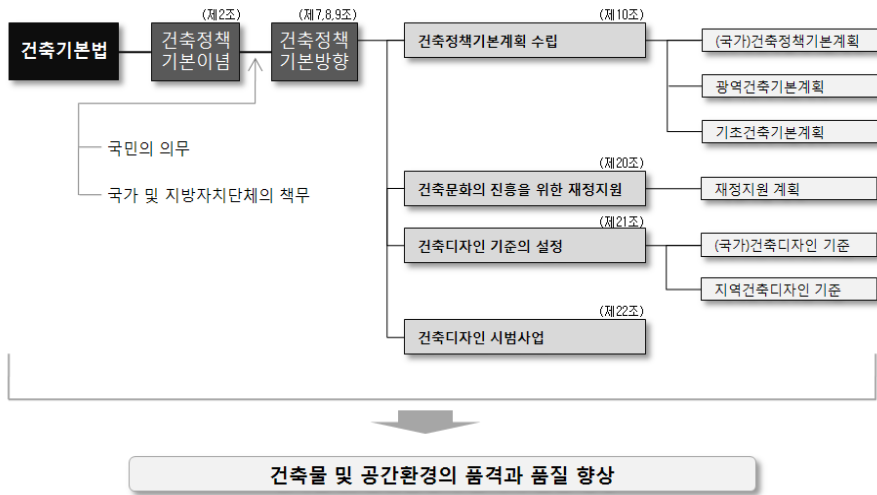 (제2조)
(제7,8,9조)
(제10조)
건축기본법
건축정책
기본이념
건축정책
기본방향
건축정책기본계획 수립
(국가)건축정책기본계획
광역건축기본계획
기초건축기본계획
국민의 의무
국가 및 지방자치단체의 책무
(제20조)
건축문화의 진흥을 위한 재정지원
재정지원 계획
(제21조)
건축디자인 기준의 설정
(국가)건축디자인 기준
지역건축디자인 기준
(제22조)
건축디자인 시범사업
건축물 및 공간환경의 품격과 품질 향상